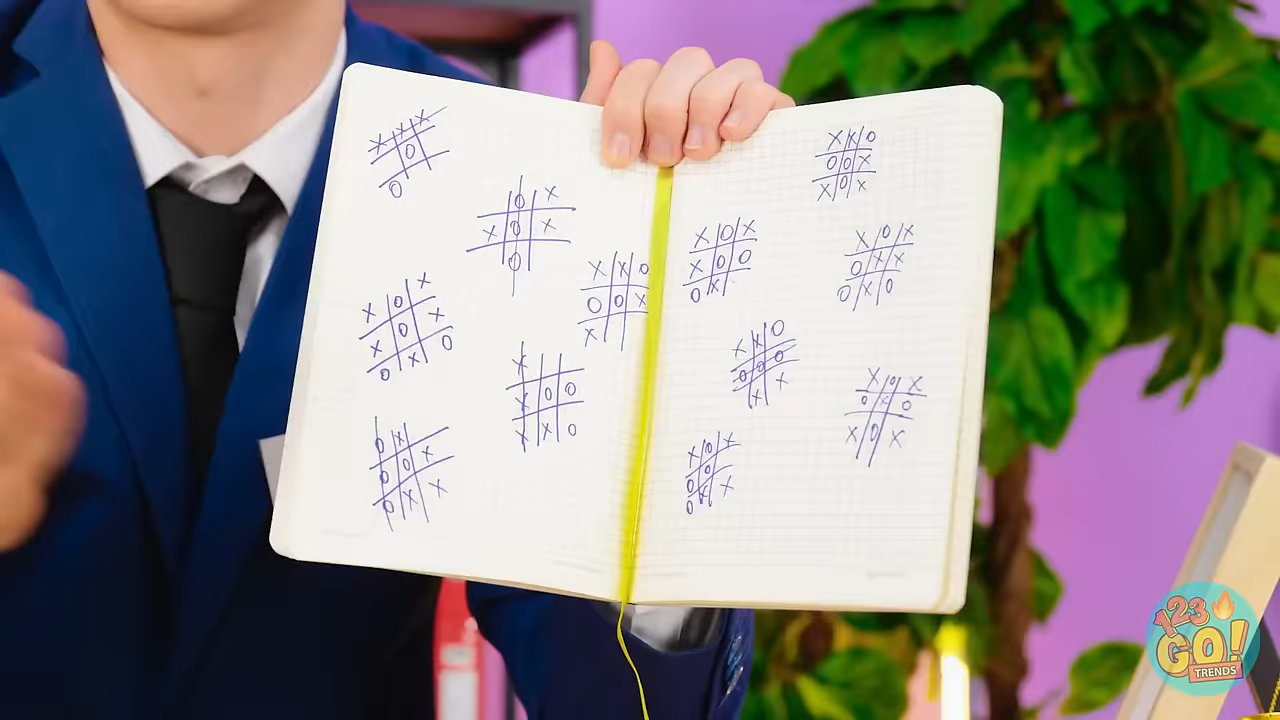 X X X
O
O
O X
X O X
O
X O X
X O X
O X O
X X O
O O X
X
X
X O O
X X O
O X
O O X
O X X
X X O
O O X
X O X
X O X
X O O
O X
X O X
O X X
O X O
X X O
O O O
X X
X O X
O X O
X O X
X O X
O O
O X X
123
GO!
TRENDS